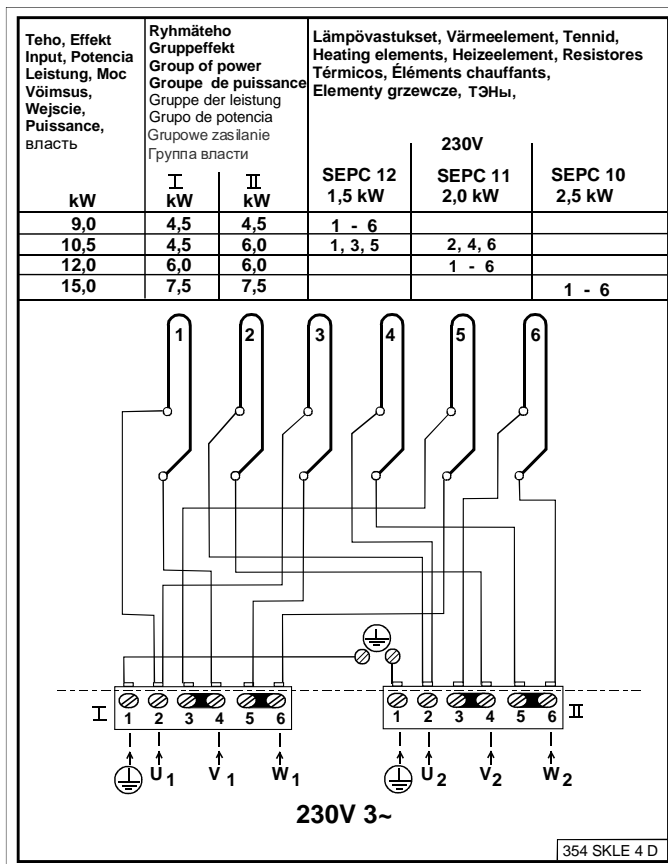 Teho, Effekt
Input, Potencia
Leistung, Moc
Vöimsus,
Wejscie,
Puissance,
власть
kW
Ryhmäteho
Gruppeffekt
Group of power
Groupe de puissance
Gruppe der leistung
Grupo de potencia
Grupowe zasilanie
Группа власти
I
kW
II
kW
Lämpövastukset, Värmeelement, Tennid,
Heating elements, Heizeelement, Resistores
Térmicos, Éléments chauffants,
Elementy grzewcze, ТЭНы,
230V
SEPC 12
1,5 kW
SEPC 11
2,0 kW
SEPC 10
2,5 kW
9,0 4,5 4,5 1 - 6
10,5 4,5 6,0 1, 3, 5 2, 4, 6
12,0 6,0 6,0 1 - 6
15,0 7,5 7,5 1 - 6
1 2 3 4 5 6
I 1 2 3 4 5 6
1 2 3 4 5 6 II
U1 V1 W1
U2 V2 W2
230V 3~
354 SKLE 4 D